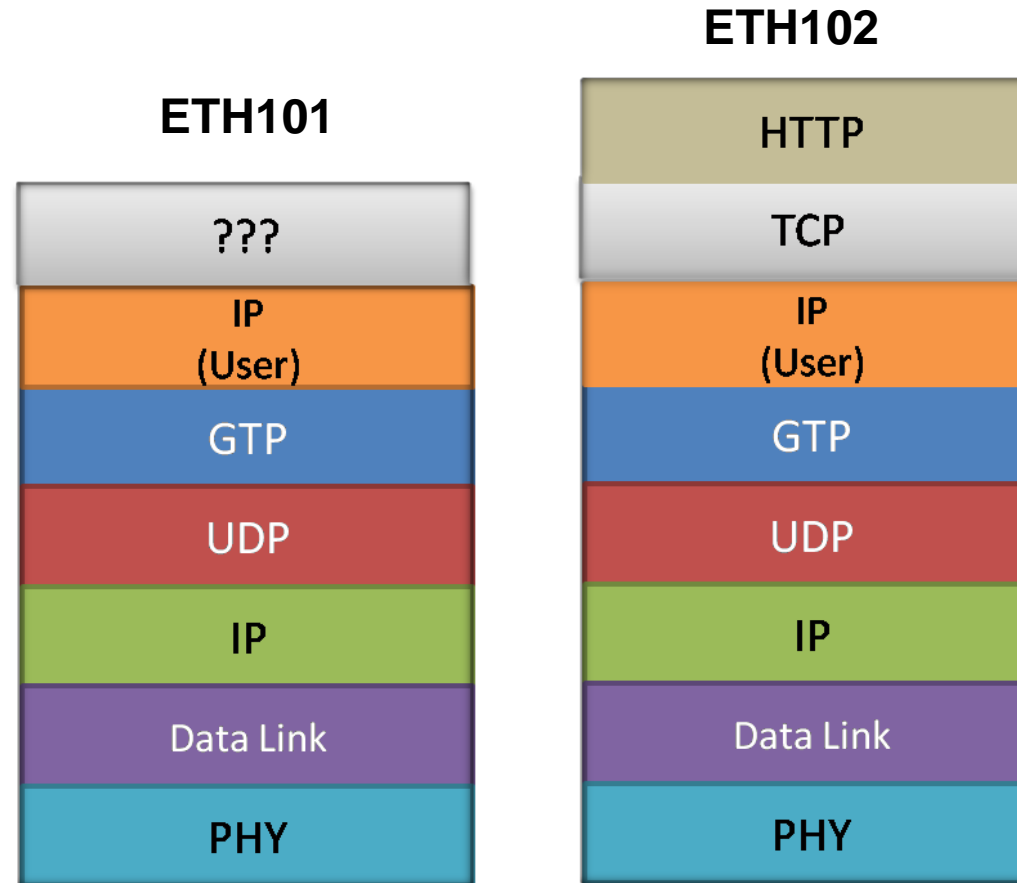 ETH101
???
IP
(User)
GTP
UDP
IP
Data Link
PHY
ETH102
HTTP
TCP
IP
(User)
GTP
UDP
IP
Data Link
PHY